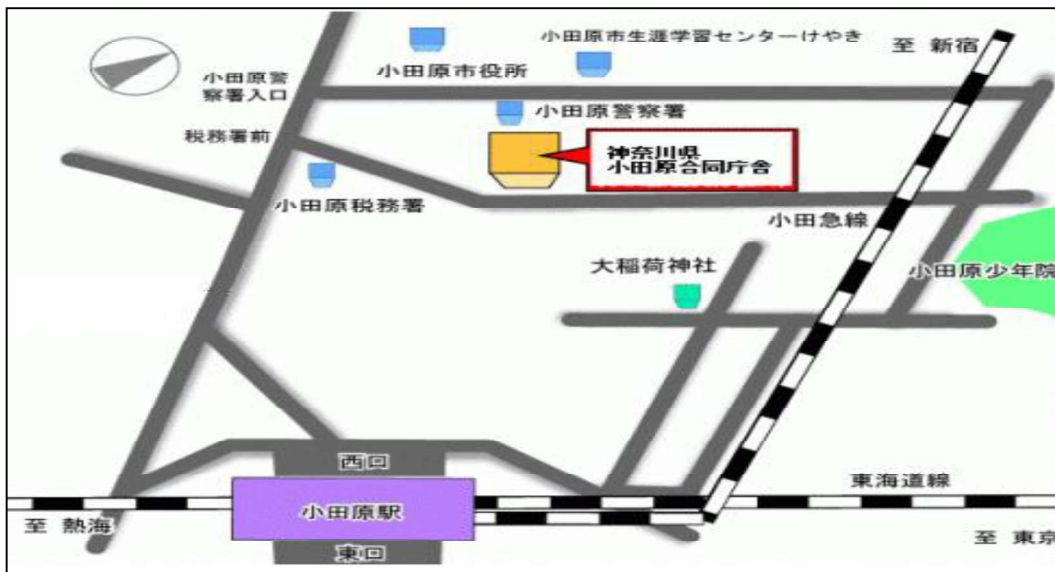 小田原市生涯学習センターけやき
至 新宿
小田原市役所
小田原警
察署入口
小田原警察署
税務署前
神奈川県
小田原合同庁舎
小田原税務署
小田急線
大稲荷神社
小田原少年院
西口
東海道線
小田原駅
至 熱海
至 東京
東口